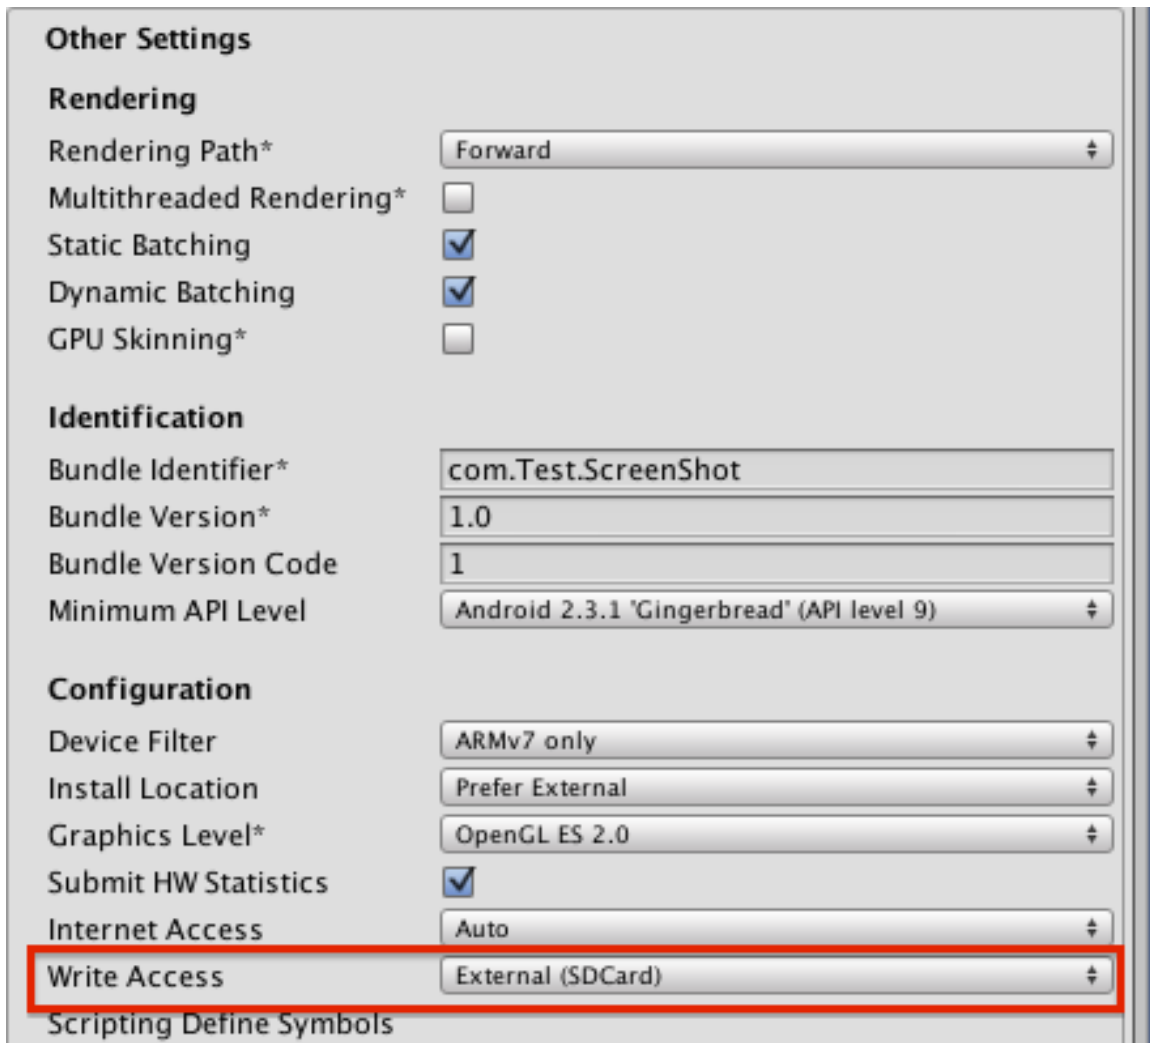 Other Settings
Rendering
Rendering Path* Forward
Multithreaded Rendering*
Static Batching
Dynamic Batching
GPU Skinning*
Identification
Bundle Identifier* com.Test.ScreenShot
Bundle Version* 1.0
Bundle Version Code 1
Minimum API Level Android 2.3.1 'Gingerbread' (API level 9)
Configuration
Device Filter ARMv7 only
Install Location Prefer External
Graphics Level* OpenGL ES 2.0
Submit HW Statistics
Internet Access Auto
Write Access External (SDCard)
Scripting Define Symbols